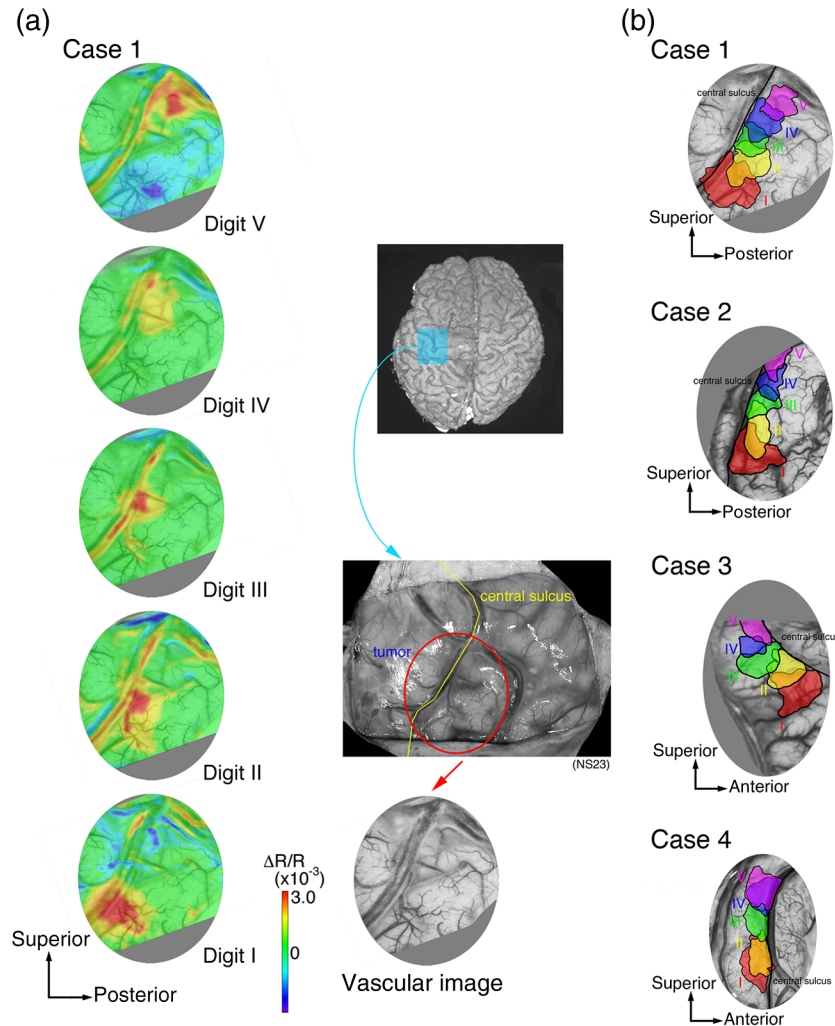 (a)
Case 1
Digit V
Digit IV
Digit III
Digit II
Digit I
Superior
Posterior
ΔR/R
(x10⁻³)
3.0
0
central sulcus
tumor
(NS23)
Vascular image
(b)
Case 1
central sulcus
V
IV
III
II
I
Superior
Posterior
Case 2
central sulcus
V
IV
III
II
I
Superior
Posterior
Case 3
V
central sulcu
IV
III
II
I
Superior
Anterior
Case 4
V
IV
III
II
I
central sulcus
Superior
Anterior